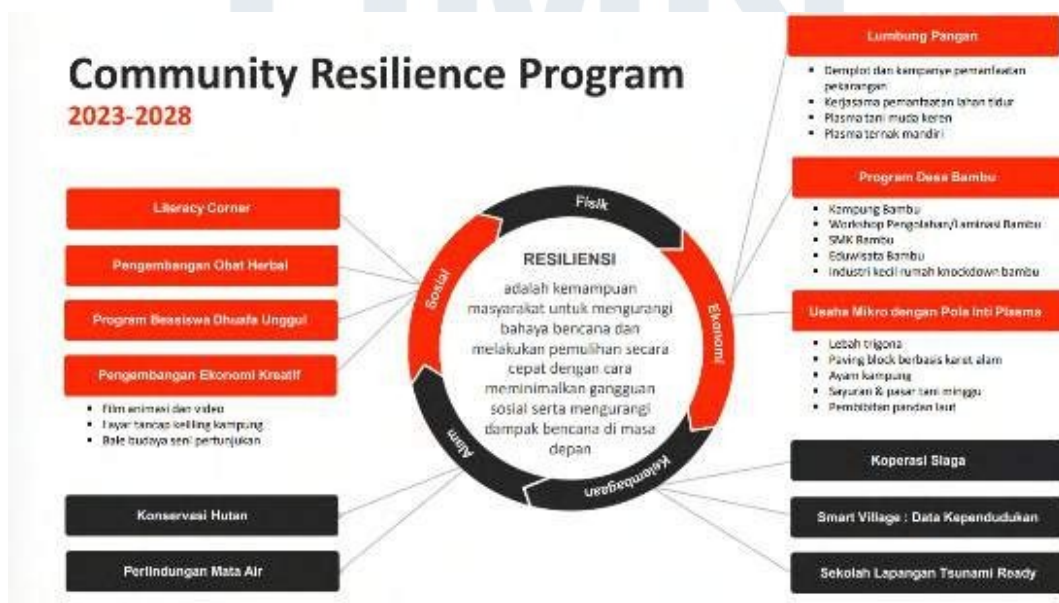 Community Resilience Program
2023-2028
Literacy Corner
Pengembangan Obat Herbal
Program Beasiswa Dhuafa Unggul
Pengembangan Ekonomi Kreatif
Film animasi dan video
Layar tancap keliling kampung
Bale budaya seni pertunjukan
Konservasi Hutan
Perlindungan Mata Air
Fisik
Ekonomi
Kelembagaan
Alam
Sosial
RESILIENSI
adalah kemampuan
masyarakat untuk mengurangi
bahaya bencana dan
melakukan pemulihan secara
cepat dengan cara
meminimalkan gangguan
sosial serta mengurangi
dampak bencana di masa
depan
Lumbung Pangan
Demplot dan kampanye pemanfaatan
pekarangan
Kerjasama pemanfaatan lahan tidur
Plasma tani muda keren
Plasma ternak mandiri
Program Desa Bambu
Kampung Bambu
Workshop Pengolahan/Laminasi Bambu
SMK Bambu
Eduwisata Bambu
Industri kecil rumah knockdown bambu
Usaha Mikro dengan Pola Inti Plasma
Lebah trigona
Paving block berbasis karet alam
Ayam kampung
Sayuran & pasar tani minggu
Pembibitan pandan laut
Koperasi Siaga
Smart Village : Data Kependudukan
Sekolah Lapangan Tsunami Ready